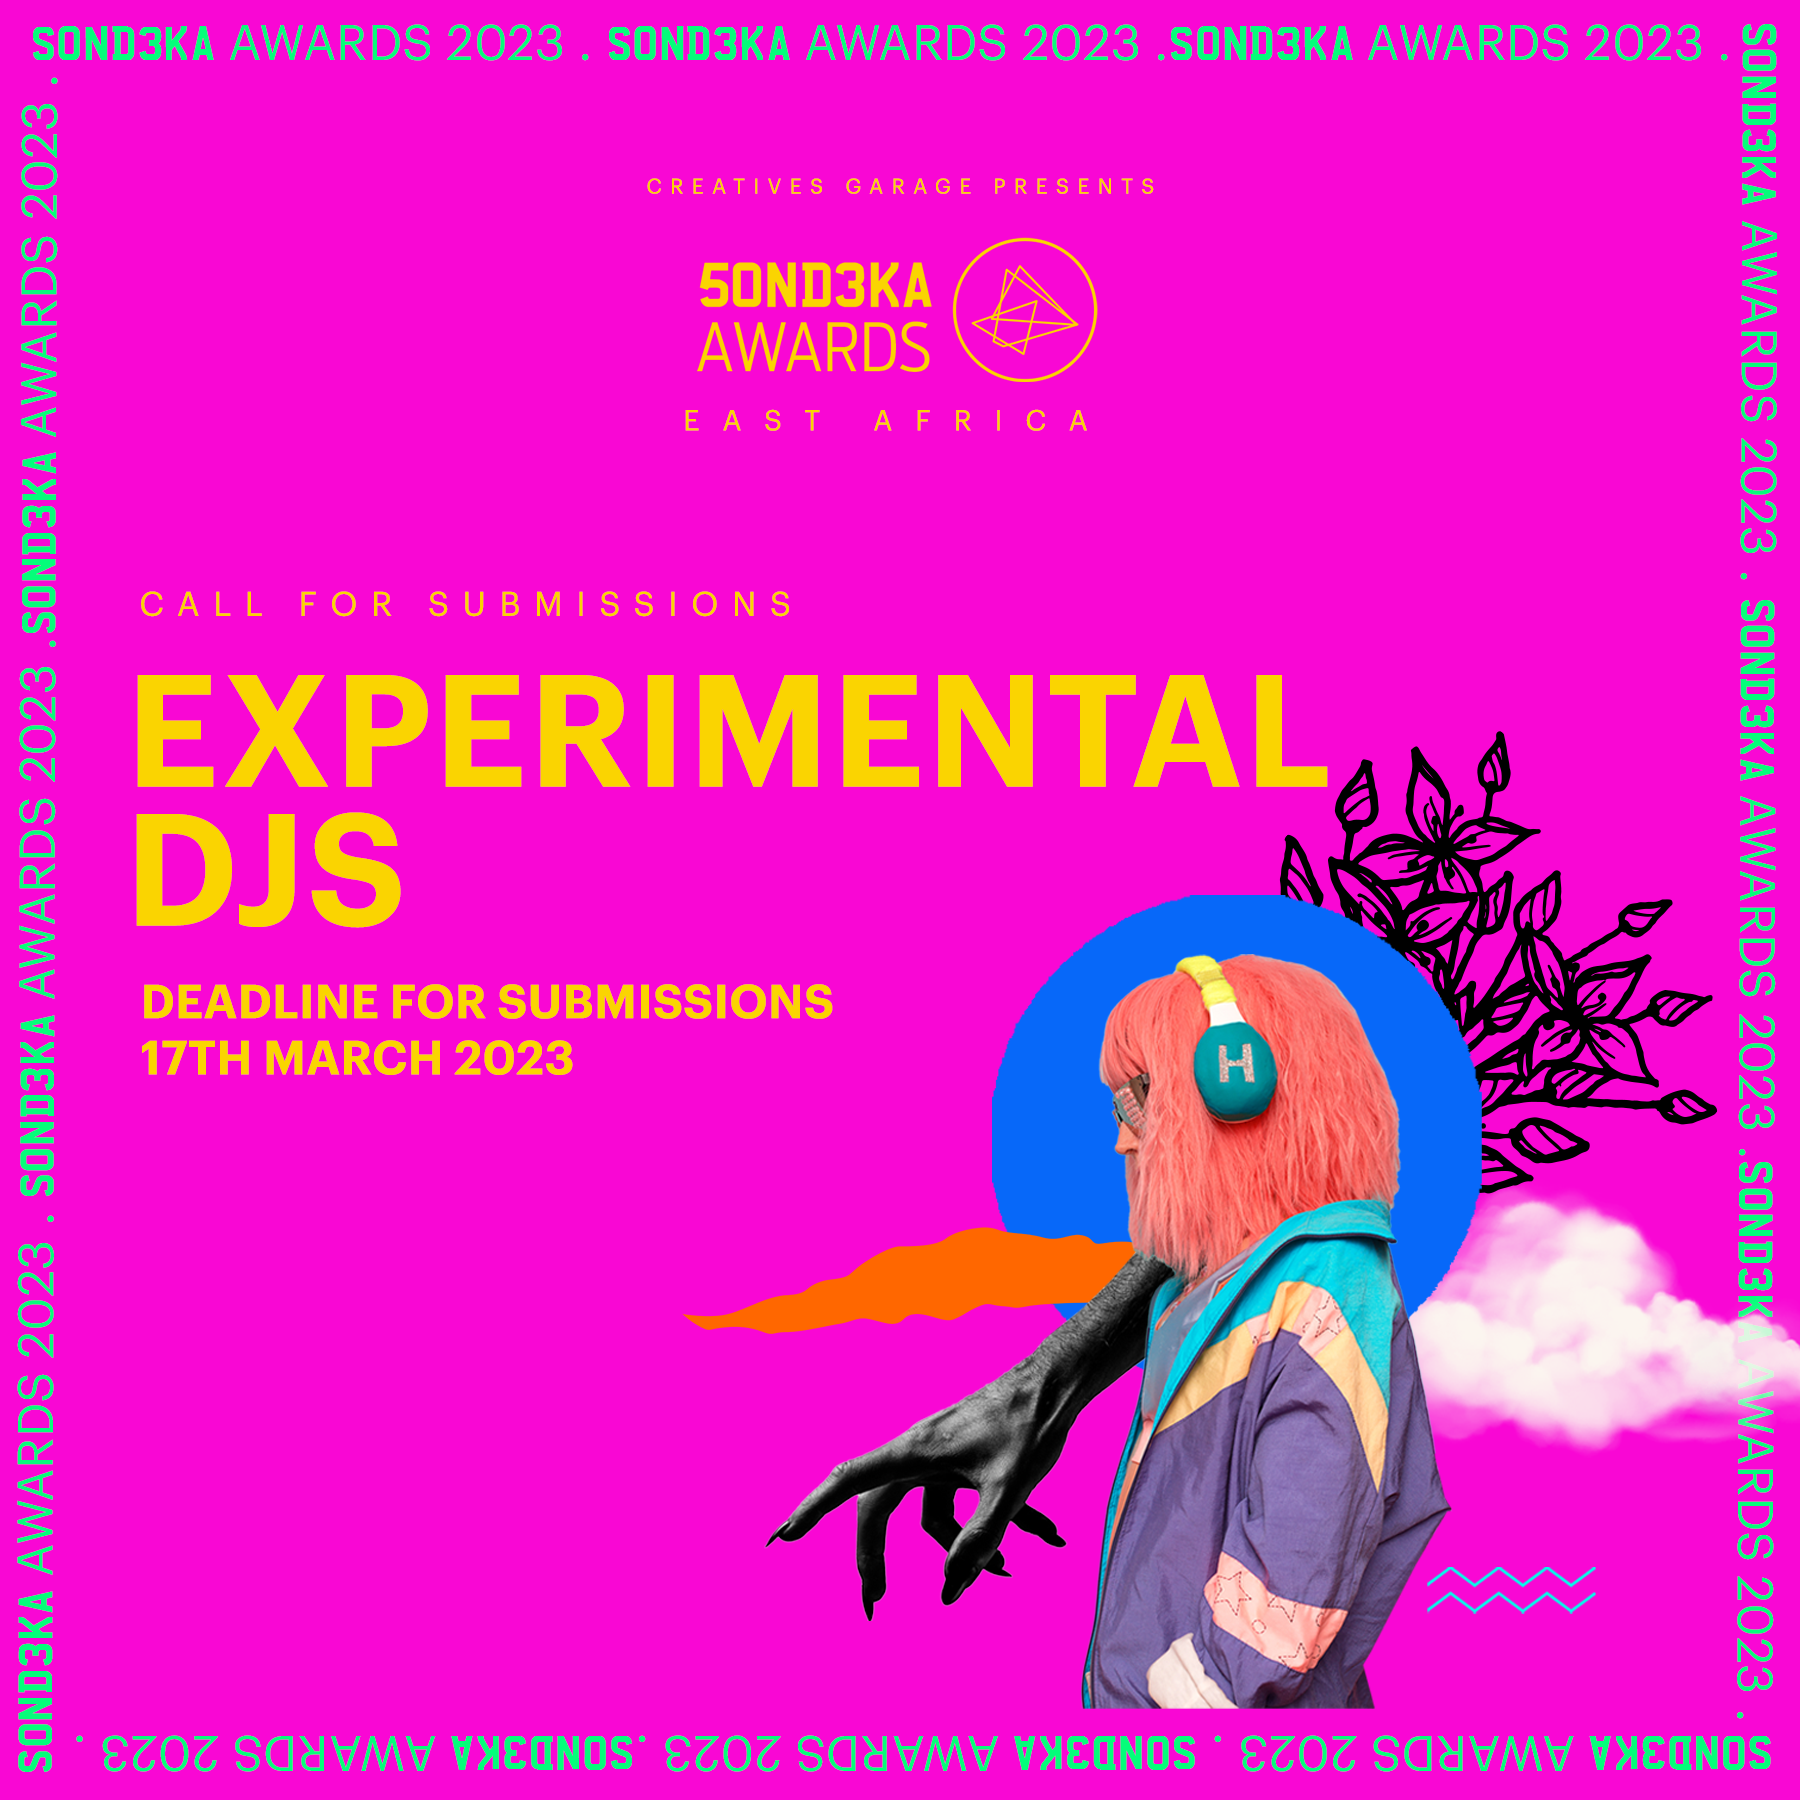 SOND3KA AWARDS 2023 . SOND3KA AWARDS 2023 .SOND3KA AWARDS 2023 .
CREATIVES GARAGE PRESENTS
5OND3KA
AWARDS
EAST AFRICA
CALL FOR SUBMISSIONS
EXPERIMENTAL
DJS
DEADLINE FOR SUBMISSIONS
17TH MARCH 2023
H
SOND3KA AWARDS 2023 . SOND3KA AWARDS 2023 .SOND3KA AWARDS 2023 .
SOND3KA AWARDS 2023 . SOND3KA AWARDS 2023 .SOND3KA AWARDS 2023 .
SOND3KA AWARDS 2023 . SOND3KA AWARDS 2023 .SOND3KA AWARDS 2023 .